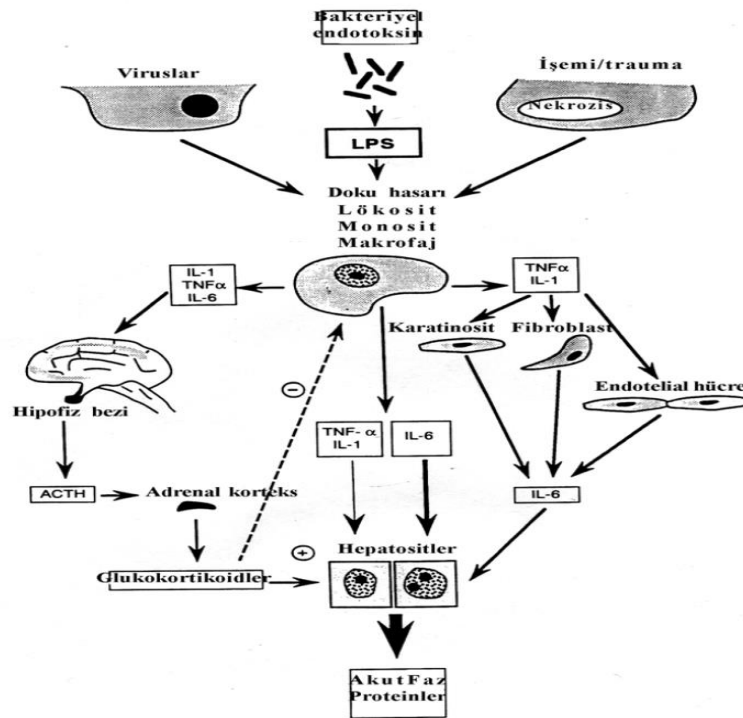 Bakteriyel
endotoksin
Viruslar
İşemi/trauma
Nekrozis
LPS
Doku hasarı
Lökosit
Monosit
Makrofaj
IL-1
TNFα
IL-6
TNFα
IL-1
Karatinosit
Fibroblast
Endotelial hücre
Hipofiz bezi
−
TNF- α
IL-1
IL-6
ACTH
Adrenal korteks
IL-6
+
Hepatositler
Glukokortikoidler
Akut Faz
Proteinler